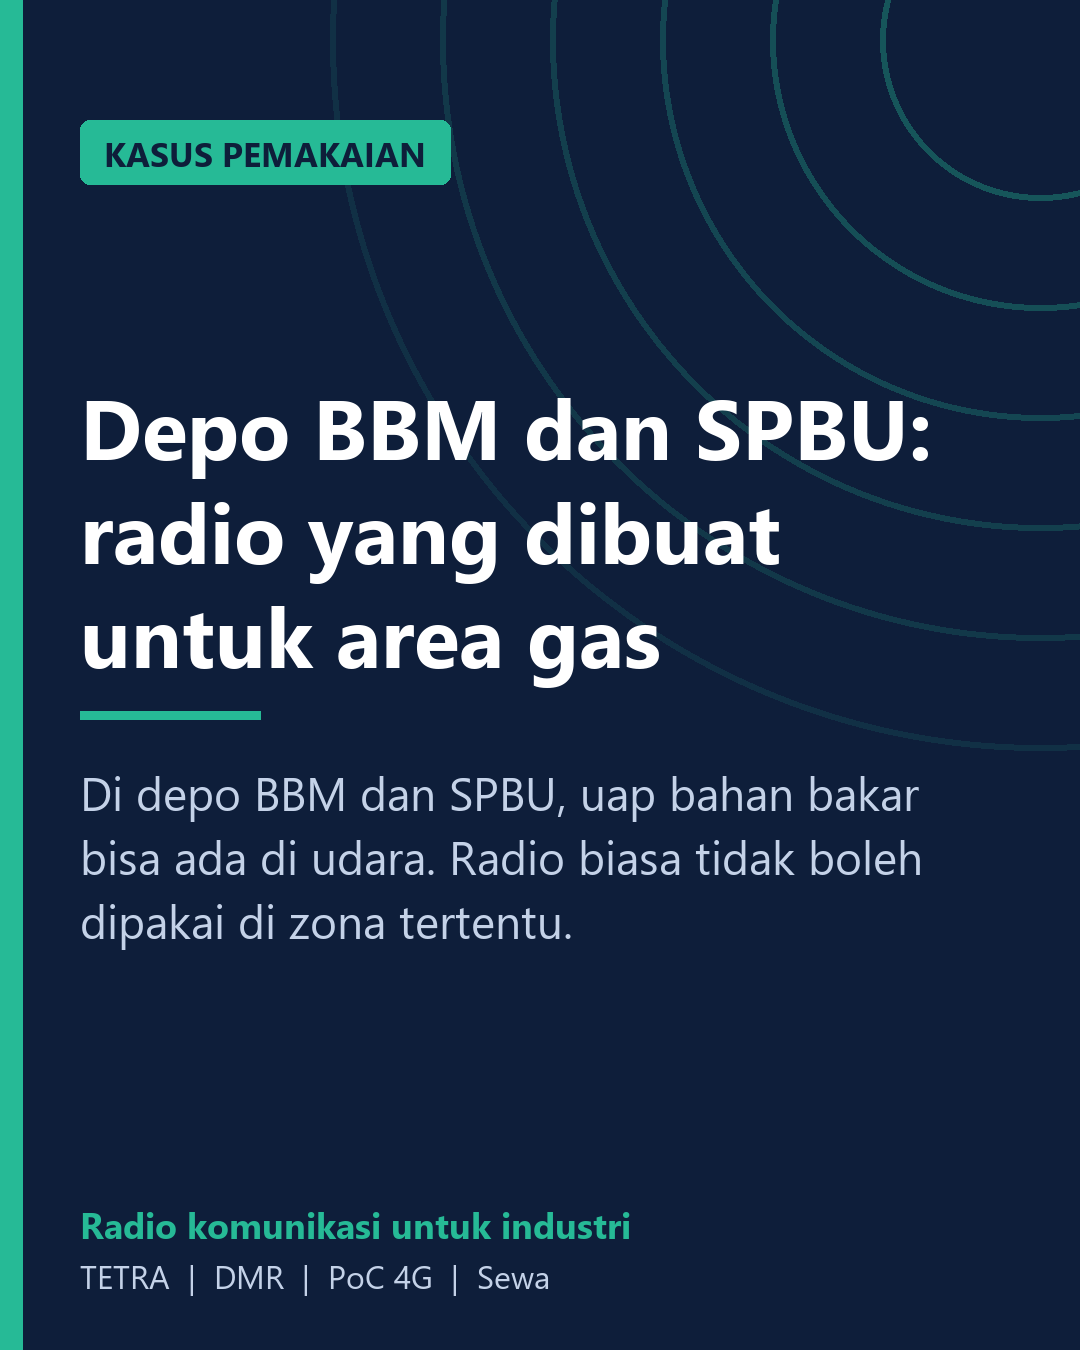 KASUS PEMAKAIAN
Depo BBM dan SPBU:
radio yang dibuat
untuk area gas
Di depo BBM dan SPBU, uap bahan bakar
bisa ada di udara. Radio biasa tidak boleh
dipakai di zona tertentu.
Radio komunikasi untuk industri
TETRA | DMR | PoC 4G | Sewa